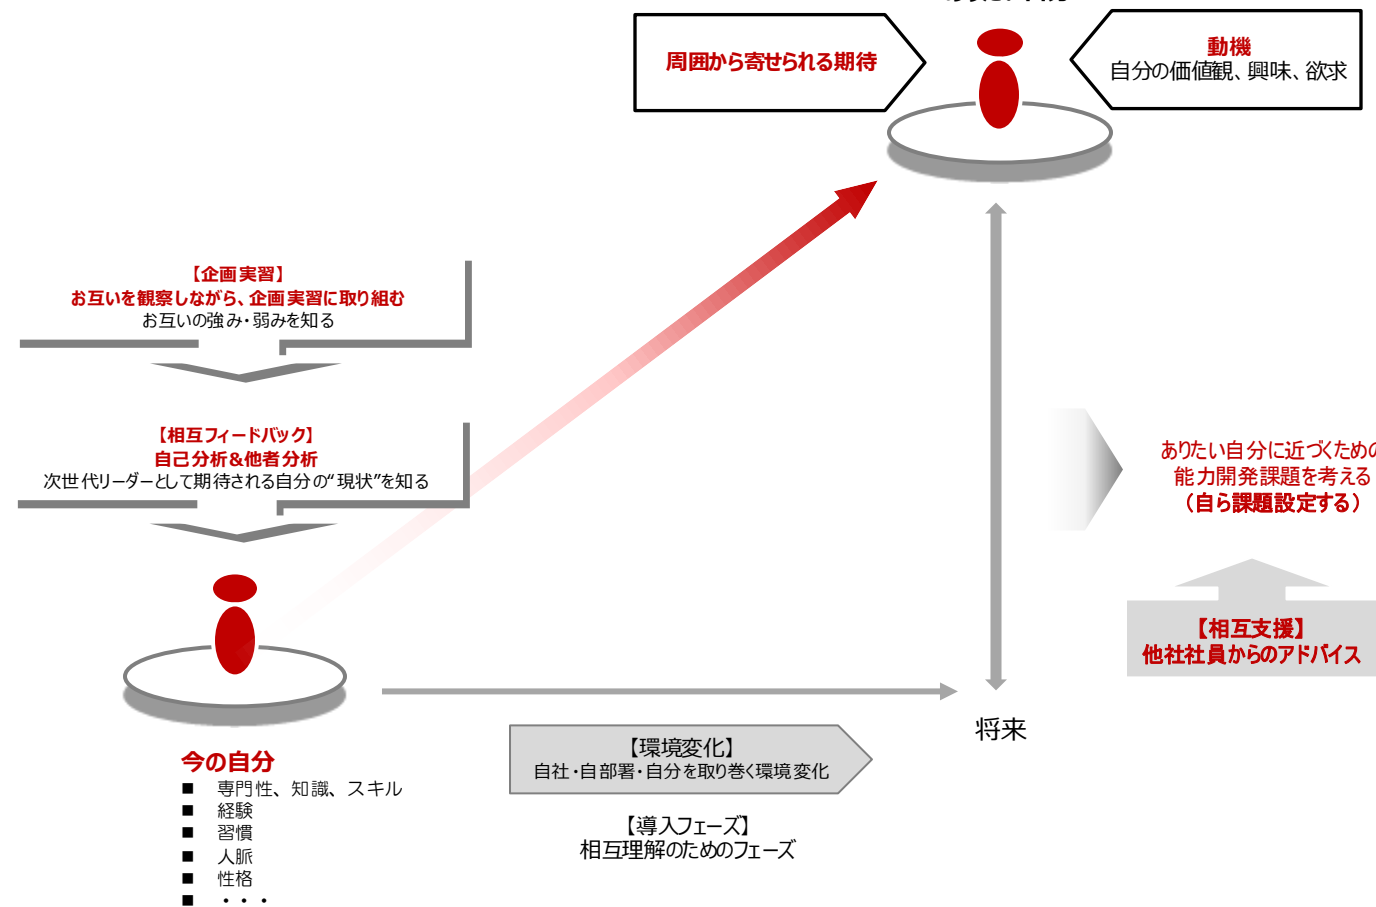 周囲から寄せられる期待
動機
自分の価値観、興味、欲求
【企画実習】
お互いを観察しながら、企画実習に取り組む
お互いの強み・弱みを知る
【相互フィードバック】
自己分析&他者分析
次世代リーダーとして期待される自分の“現状”を知る
ありたい自分に近づくための
能力開発課題を考える
（自ら課題設定する）
【相互支援】
他社社員からのアドバイス
将来
今の自分
■ 専門性、知識、スキル
■ 経験
■ 習慣
■ 人脈
■ 性格
■ ・・・
【環境変化】
自社・自部署・自分を取り巻く環境変化
【導入フェーズ】
相互理解のためのフェーズ